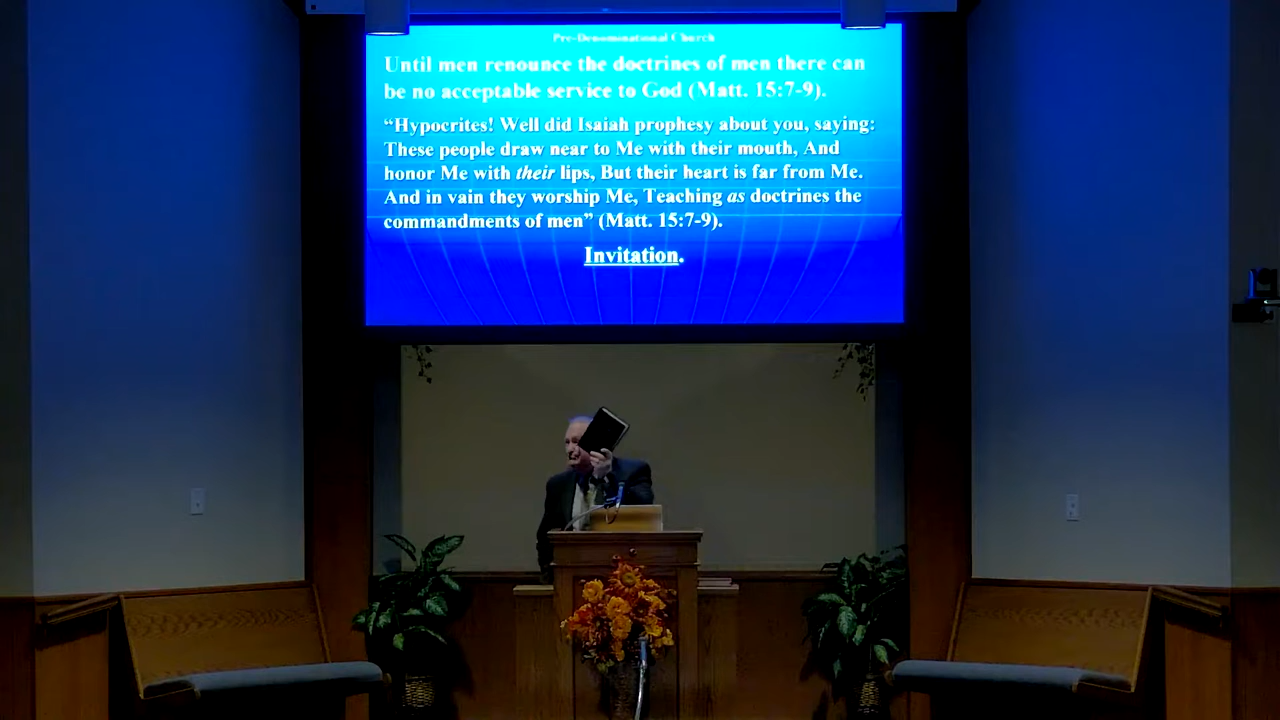 Pre-Denominational Church
Until men renounce the doctrines of men there can
be no acceptable service to God (Matt. 15:7-9).
“Hypocrites! Well did Isaiah prophesy about you, saying:
These people draw near to Me with their mouth, And
honor Me with their lips, But their heart is far from Me.
And in vain they worship Me, Teaching as doctrines the
commandments of men” (Matt. 15:7-9).
Invitation.